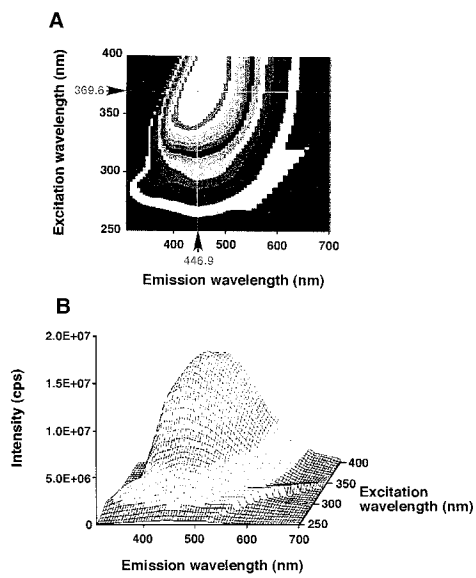 A
Excitation wavelength (nm)
400
369.6
350
300
250
400
500
600
700
446.9
Emission wavelength (nm)
B
Intensity (cps)
2.0E+07
1.5E+07
1.0E+07
5.0E+06
0
400
350
300
250
Excitation
wavelength (nm)
300
400
500
600
700
Emission wavelength (nm)